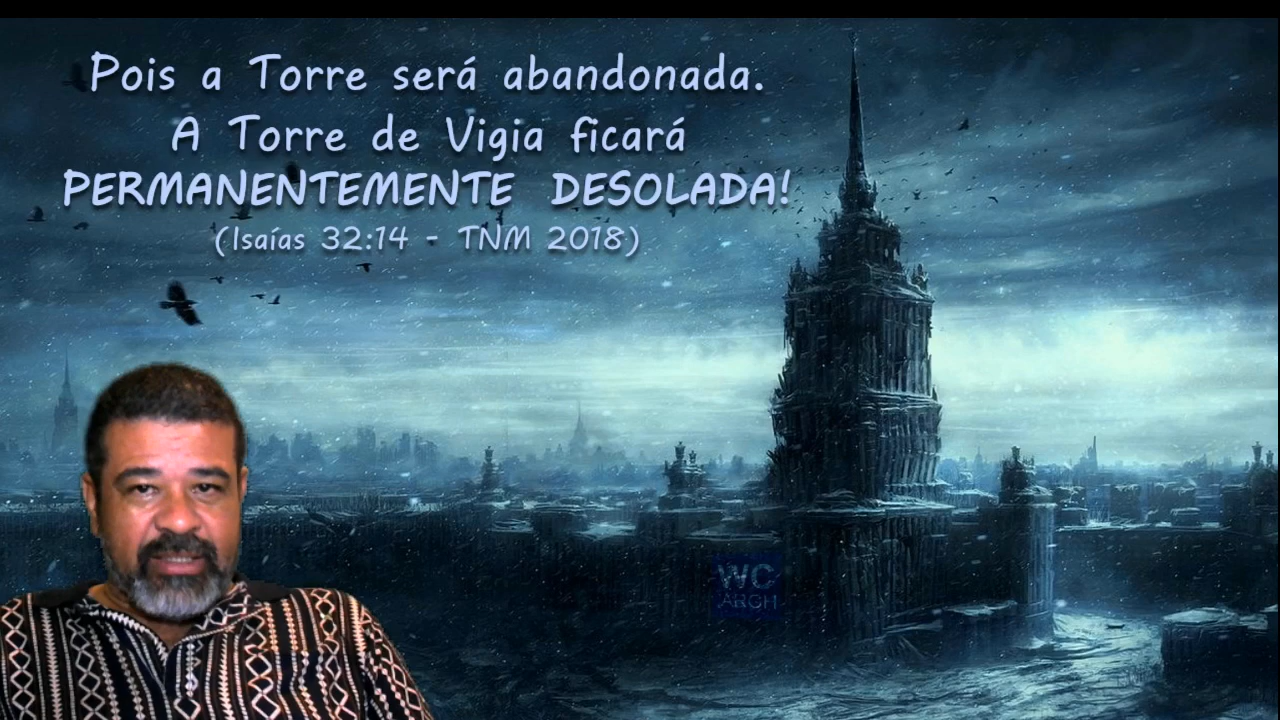 Pois a Torre será abandonada.
A Torre de Vigia ficará
PERMANENTEMENTE DESOLADA!
(Isaías 32:14 - TNM 2018)
WC
ARCH